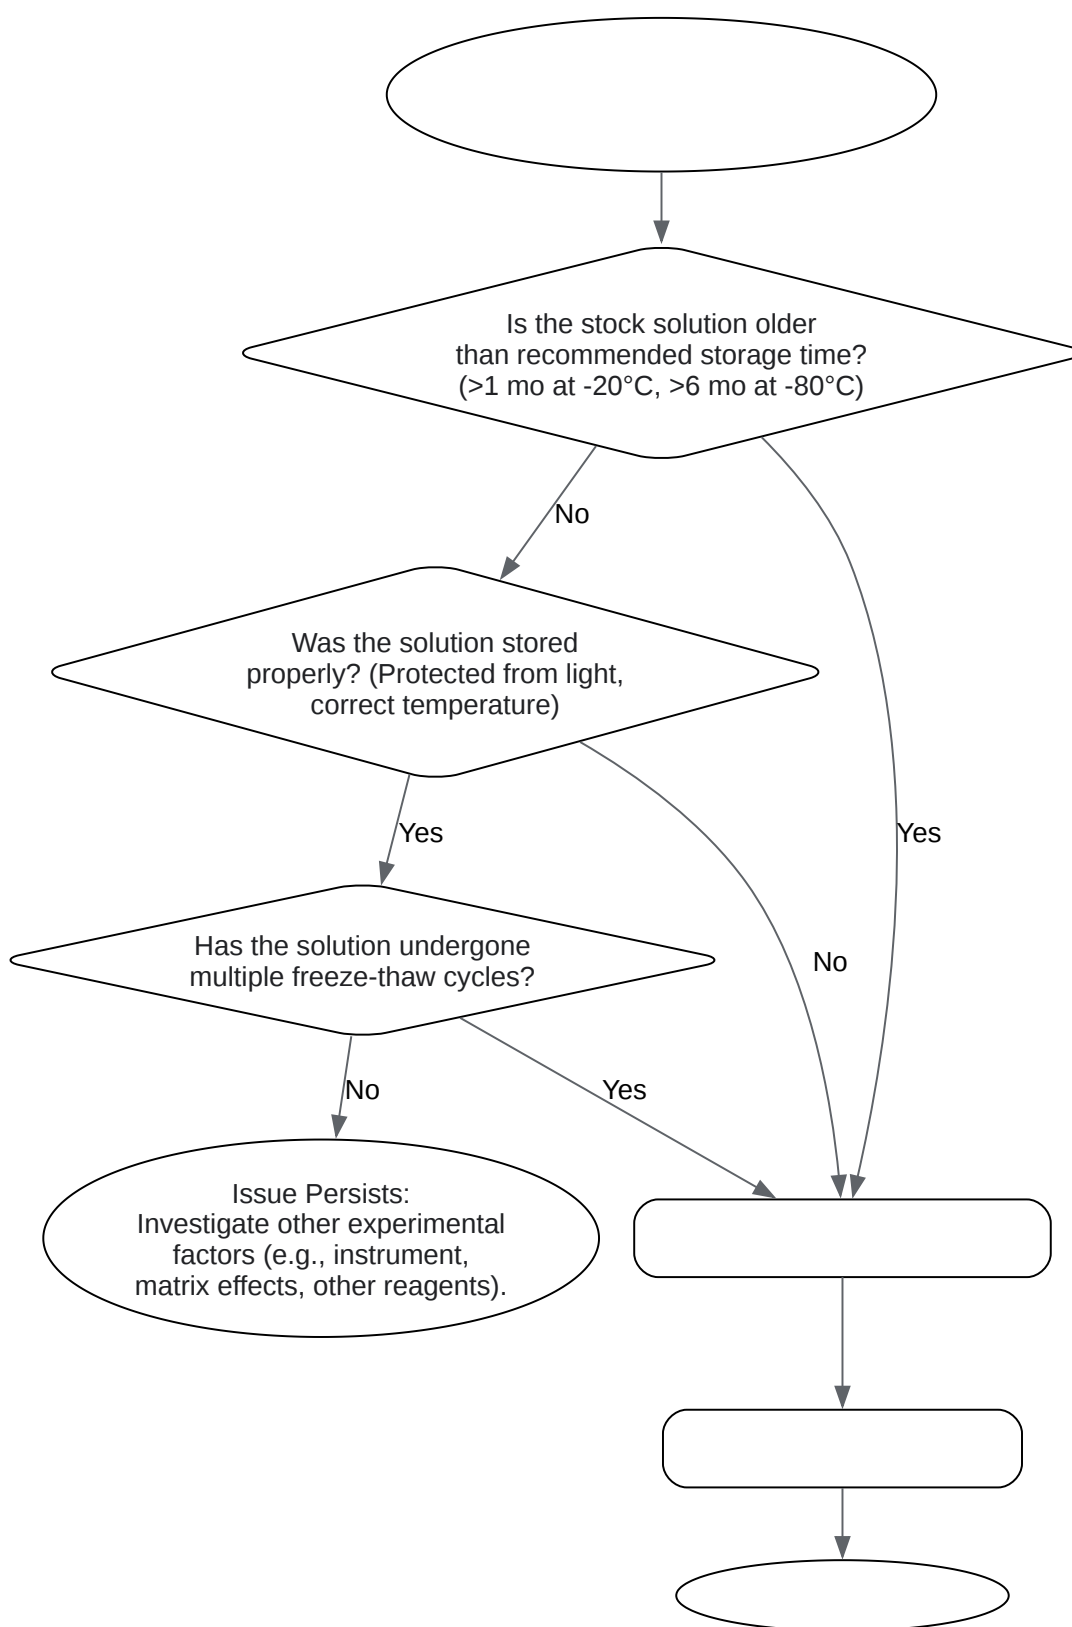 Is the stock solution older
than recommended storage time?
(>1 mo at -20°C, >6 mo at -80°C)
No
Was the solution stored
properly? (Protected from light,
correct temperature)
Yes
Yes
Has the solution undergone
multiple freeze-thaw cycles?
No
No
Yes
Issue Persists:
Investigate other experimental
factors (e.g., instrument,
matrix effects, other reagents).